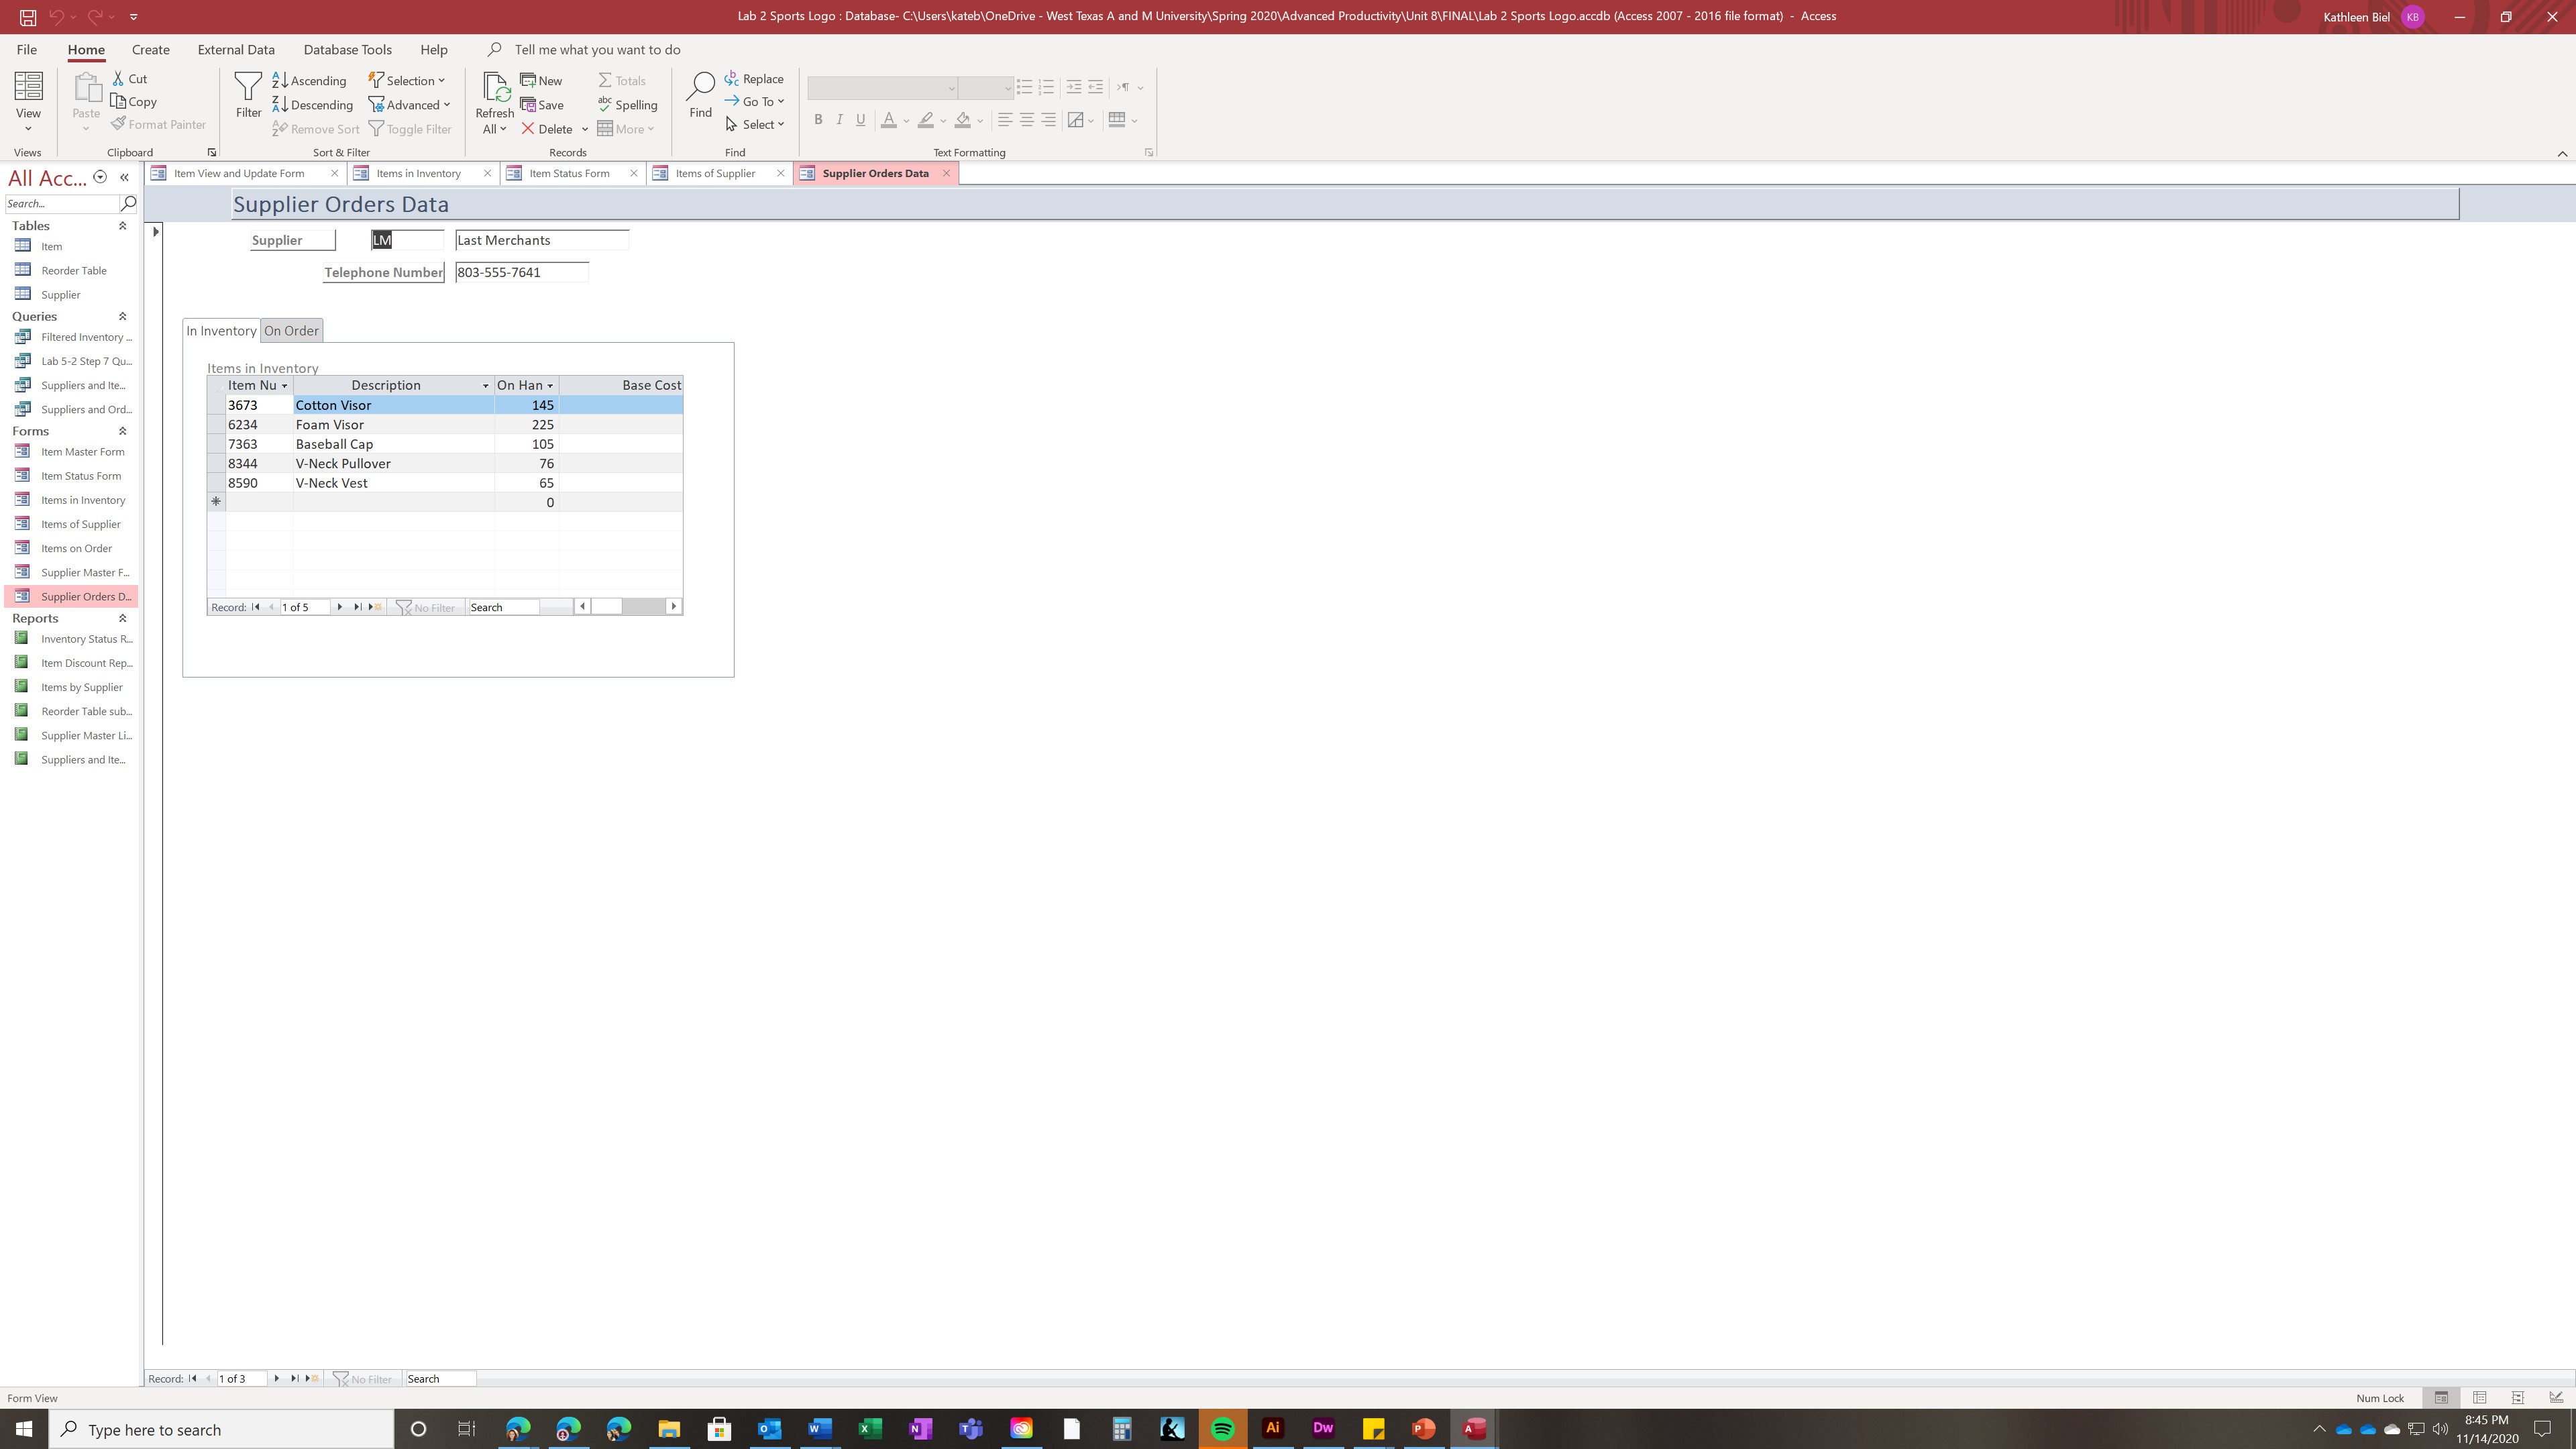 Lab 2 Sports Logo : Database- C:\Users\kateb\OneDrive - West Texas A and M University\Spring 2020\Advanced Productivity\Unit 8\FINAL\Lab 2 Sports Logo.accdb (Access 2007 - 2016 file format) - Access
Kathleen Biel KB
File Home Create External Data Database Tools Help Tell me what you want to do
View
Views
Paste
Cut
Copy
Format Painter
Clipboard
Filter
Ascending
Descending
Remove Sort
Selection
Advanced
Toggle Filter
Sort & Filter
Refresh
All
New
Save
Delete
Totals
Spelling
More
Records
Find
Replace
Go To
Select
Find
B I U A
Text Formatting
All Acc...
Search...
Tables
Item
Reorder Table
Supplier
Queries
Filtered Inventory ...
Lab 5-2 Step 7 Qu...
Suppliers and Ite...
Suppliers and Ord...
Forms
Item Master Form
Item Status Form
Items in Inventory
Items of Supplier
Items on Order
Supplier Master F...
Supplier Orders D...
Reports
Inventory Status R...
Item Discount Rep...
Items by Supplier
Reorder Table sub...
Supplier Master Li...
Suppliers and Ite...
Item View and Update Form Items in Inventory Item Status Form Items of Supplier Supplier Orders Data
Supplier Orders Data
Supplier LM Last Merchants
Telephone Number 803-555-7641
In Inventory On Order
Items in Inventory
Item Nu Description On Han Base Cost
3673 Cotton Visor 145
6234 Foam Visor 225
7363 Baseball Cap 105
8344 V-Neck Pullover 76
8590 V-Neck Vest 65
0
Record: 1 of 5 No Filter Search
Record: 1 of 3 No Filter Search
Form View Num Lock
Type here to search
Ai Dw
8:45 PM
11/14/2020